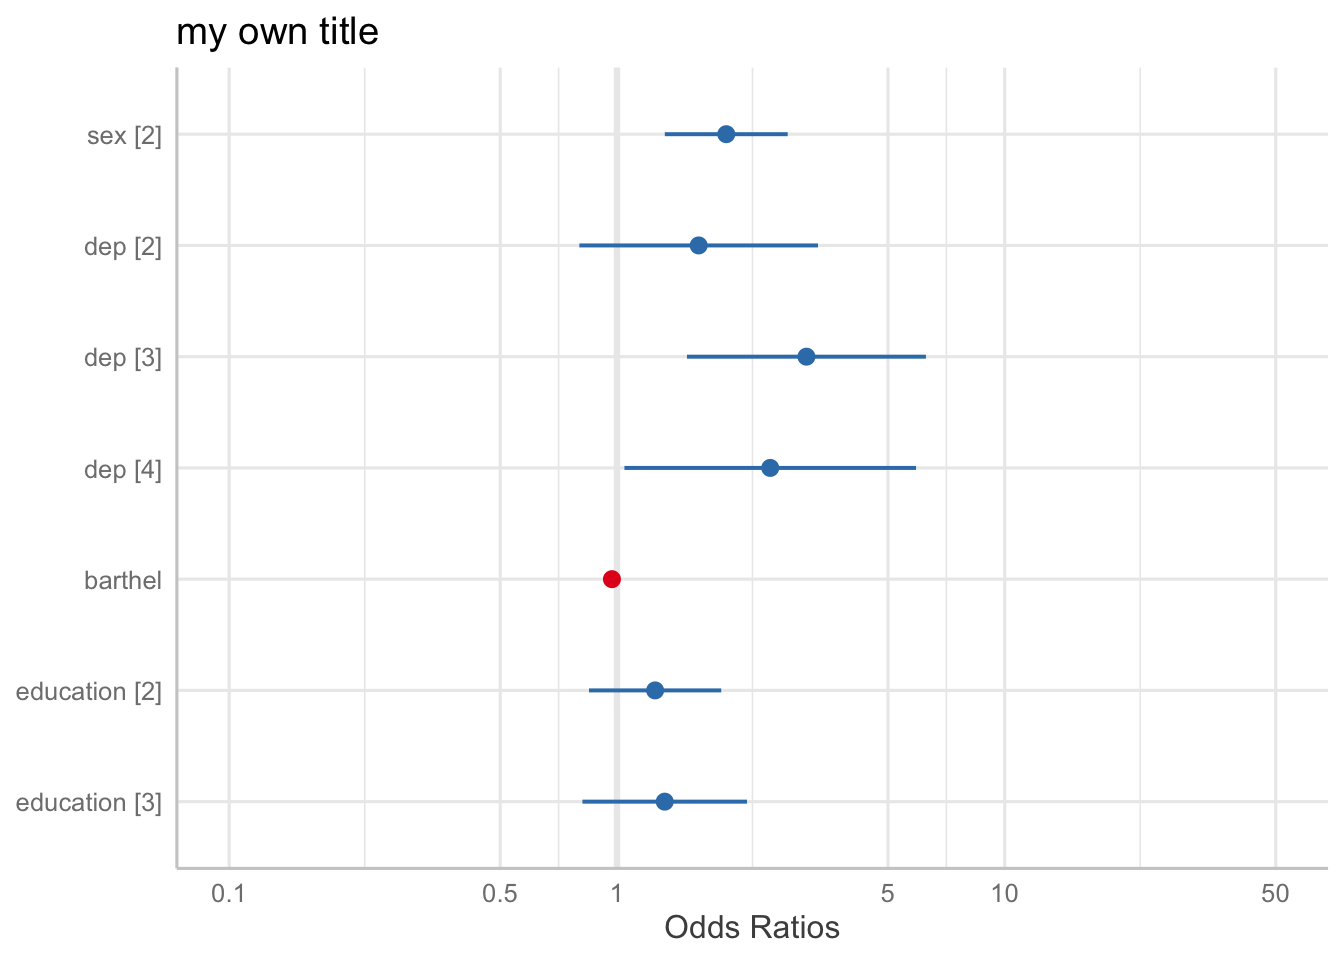 my own title
sex [2]
dep [2]
dep [3]
dep [4]
barthel
education [2]
education [3]
0.1 0.5 1 5 10 50
Odds Ratios